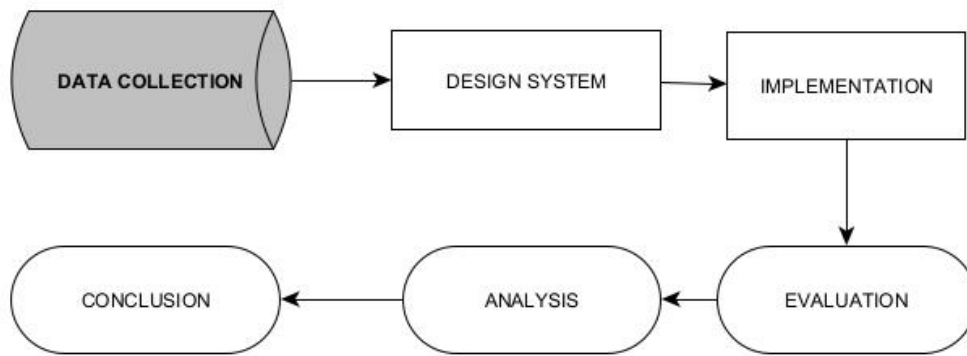 DATA COLLECTION
DESIGN SYSTEM
IMPLEMENTATION
EVALUATION
ANALYSIS
CONCLUSION